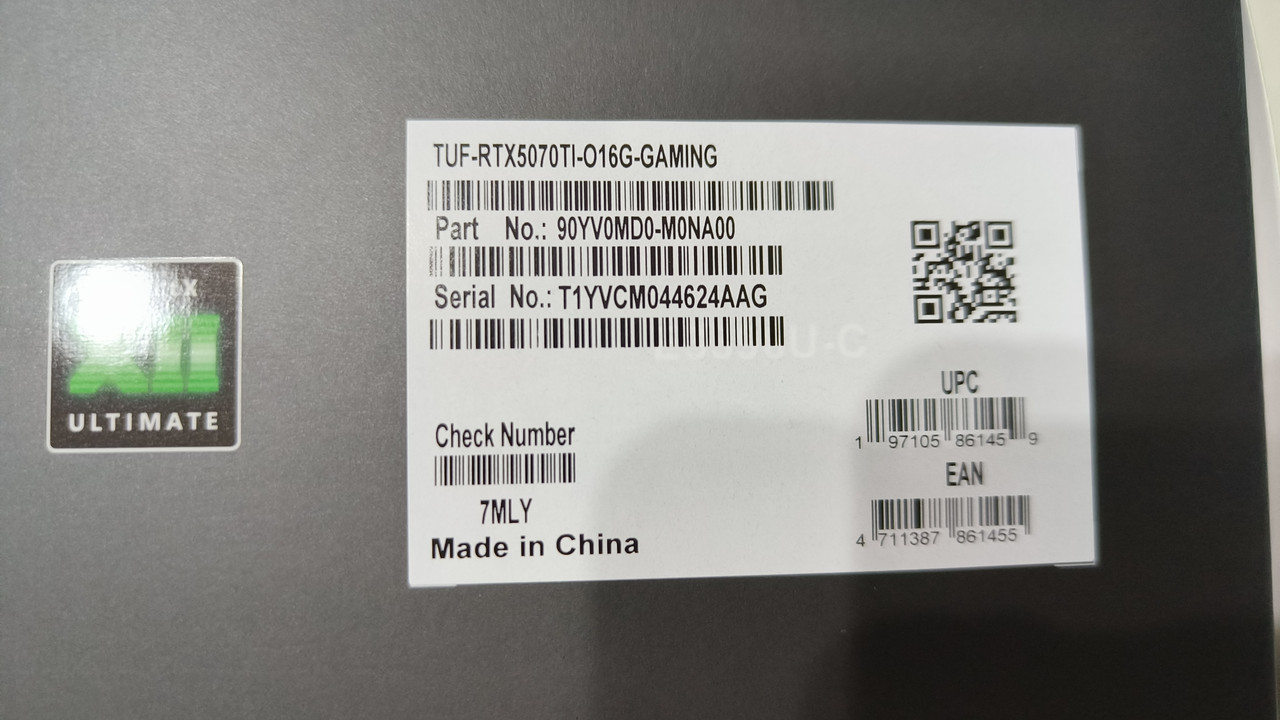 TUF-RTX5070TI-O16G-GAMING
Part No.: 90YV0MD0-M0NA00
Serial No.: T1YVCM044624AAG
Check Number
7MLY
Made in China
UPC
1 97105 86145 9
EAN
4 711387 861455
ULTIMATE